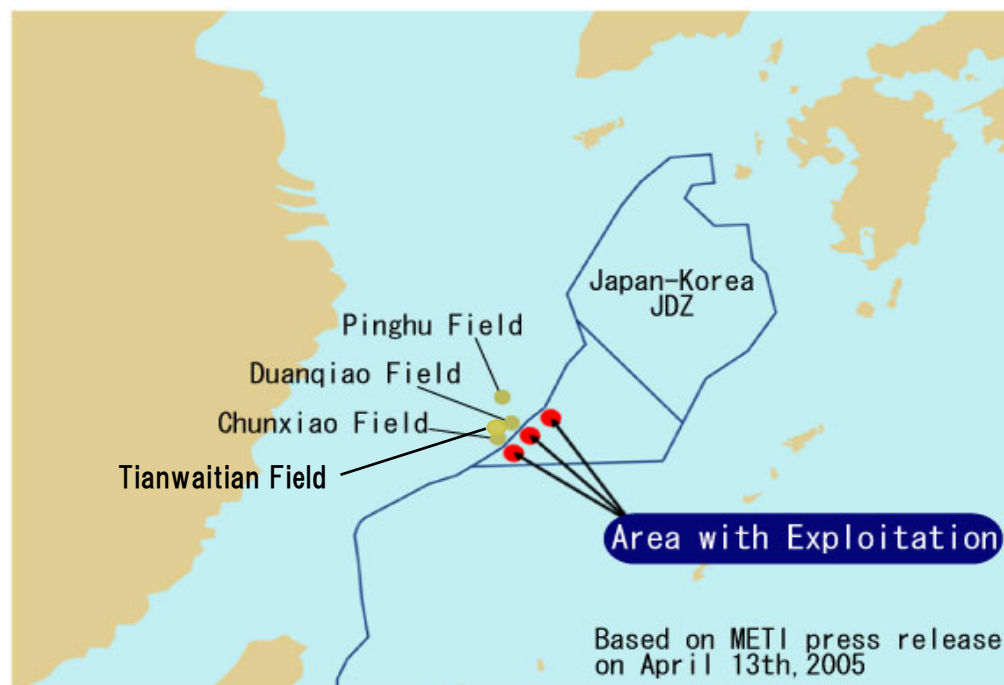 Japan-Korea
JDZ
Pinghu Field
Duanqiao Field
Chunxiao Field
Tianwaitian Field
Area with Exploitation
Based on METI press release
on April 13th,2005